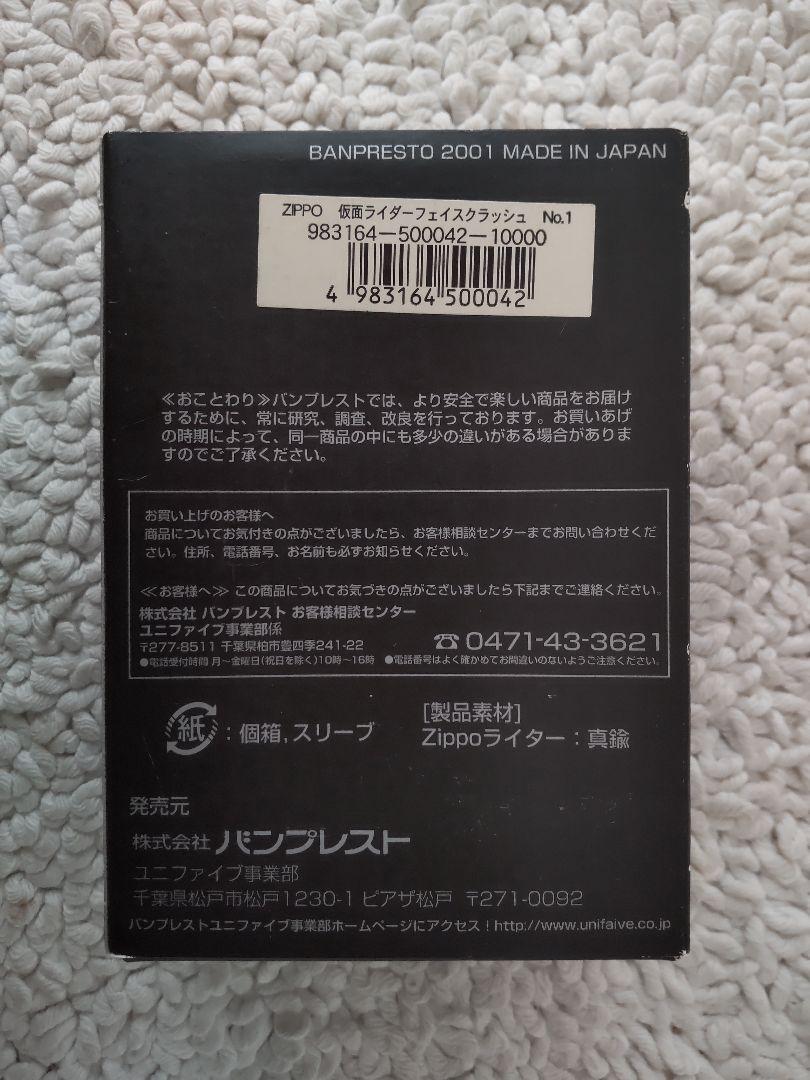 BANPRESTO 2001 MADE IN JAPAN
ZIPPO 仮面ライダーフェイスクラッシュ No.1
983164-500042-10000
4 983164 500042
≪おことわり≫バンプレストでは、より安全で楽しい商品をお届け
するために、常に研究、調査、改良を行っております。お買いあげ
の時期によって、同一商品の中にも多少の違いがある場合がありま
すのでご了承ください。
お買い上げのお客様へ
商品についてお気付きの点がございましたら、お客様相談センターまでお問い合わせくだ
さい。住所、電話番号、お名前も必ずお知らせください。
≪お客様へ≫ この商品についてお気づきの点がございましたら下記までご連絡ください。
株式会社 バンプレスト お客様相談センター
ユニファイブ事業部係
〒277-8511 千葉県柏市豊四季241-22 ☎ 0471-43-3621
●電話受付時間 月〜金曜日(祝日を除く)10時〜16時 ●電話番号はよく確かめてお間違いのないようご注意ください。
紙 : 個箱,スリーブ
[製品素材]
Zippoライター : 真鍮
発売元
株式会社 バンプレスト
ユニファイブ事業部
千葉県松戸市松戸1230-1 ピアザ松戸 〒271-0092
バンプレストユニファイブ事業部ホームページにアクセス!http://www.unifaive.co.jp